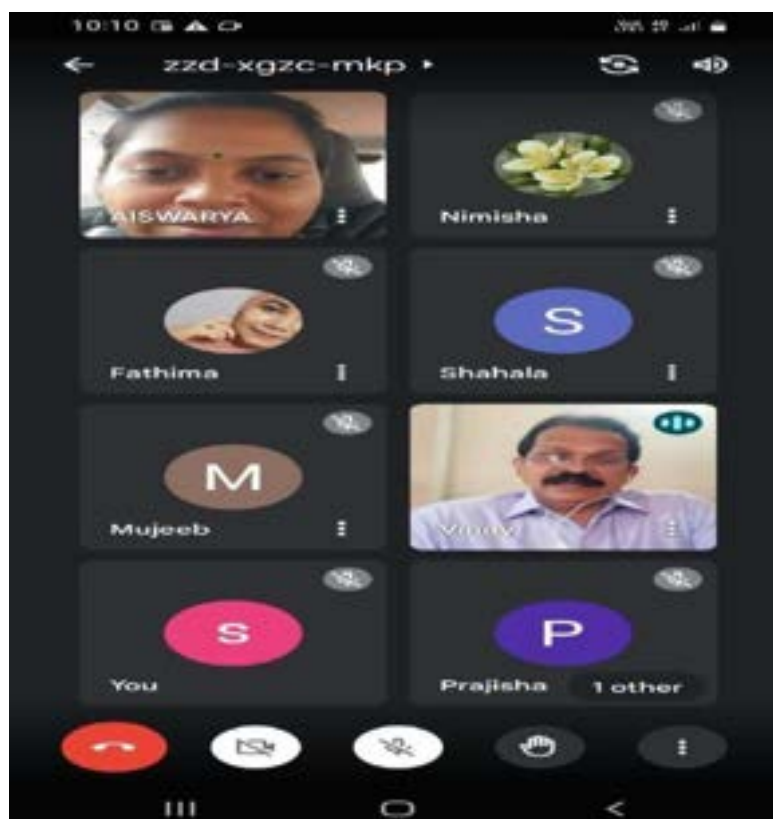 10:10
zzd-xgzc-mkp
AISWARYA
Nimisha
Fathima
S
Shahala
M
Mujeeb
s
You
P
Prajisha
1 other